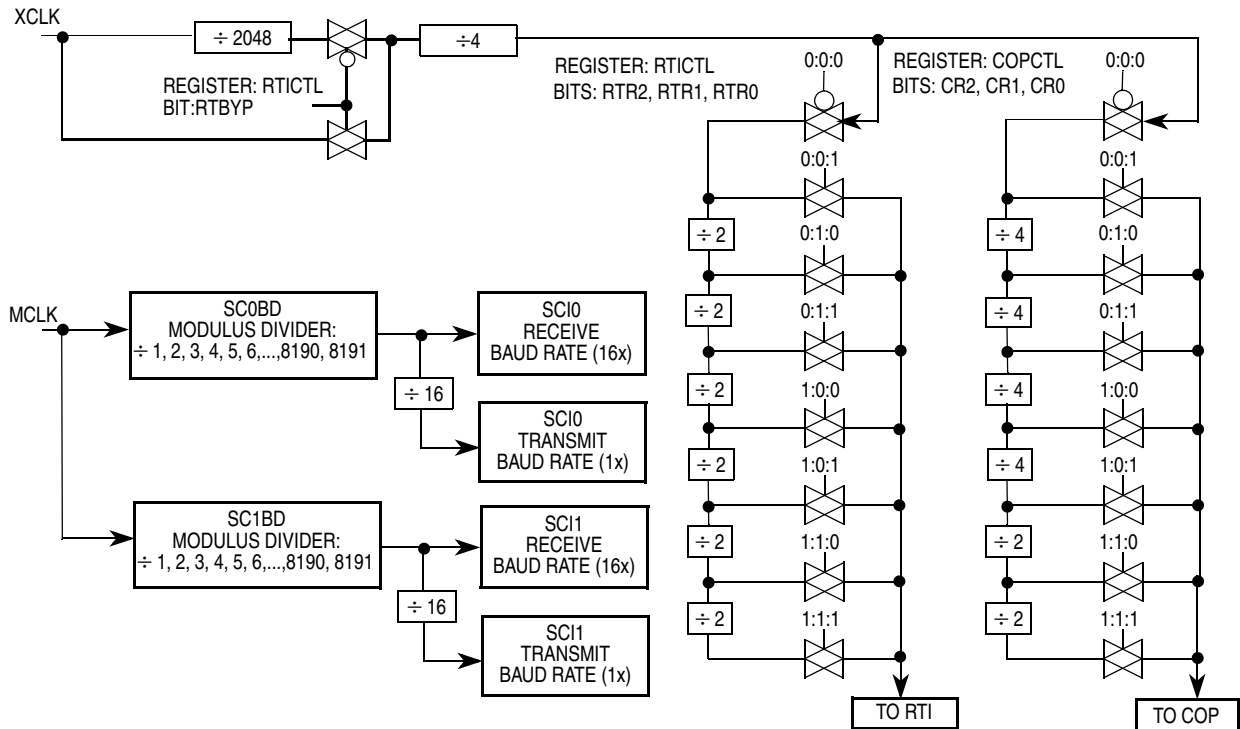 XCLK
÷ 2048
÷4
REGISTER: RTICTL
BIT:RTBYP
REGISTER: RTICTL
BITS: RTR2, RTR1, RTR0
0:0:0
REGISTER: COPCTL
BITS: CR2, CR1, CR0
0:0:0
0:0:1
÷ 2
0:1:0
÷ 2
0:1:1
÷ 2
1:0:0
÷ 2
1:0:1
÷ 2
1:1:0
÷ 2
1:1:1
TO RTI
0:0:1
÷ 4
0:1:0
÷ 4
0:1:1
÷ 4
1:0:0
÷ 4
1:0:1
÷ 2
1:1:0
÷ 2
1:1:1
TO COP
MCLK
SC0BD
MODULUS DIVIDER:
÷ 1, 2, 3, 4, 5, 6,...,8190, 8191
SCI0
RECEIVE
BAUD RATE (16x)
÷ 16
SCI0
TRANSMIT
BAUD RATE (1x)
SC1BD
MODULUS DIVIDER:
÷ 1, 2, 3, 4, 5, 6,...,8190, 8191
SCI1
RECEIVE
BAUD RATE (16x)
÷ 16
SCI1
TRANSMIT
BAUD RATE (1x)